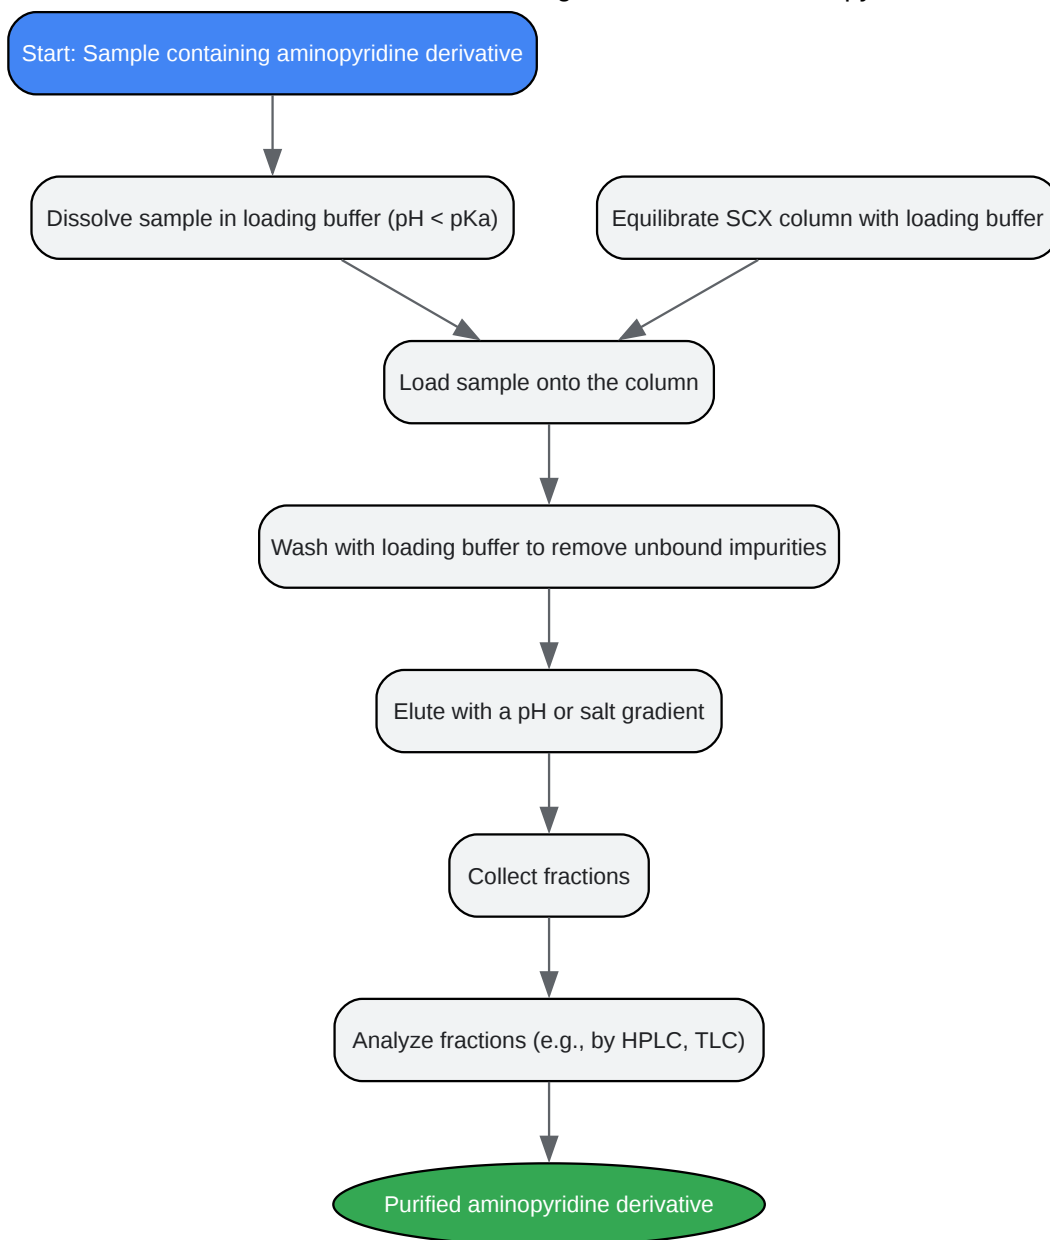 Start: Sample containing aminopyridine derivative
Dissolve sample in loading buffer (pH < pKa)
Equilibrate SCX column with loading buffer
Load sample onto the column
Wash with loading buffer to remove unbound impurities
Elute with a pH or salt gradient
Collect fractions
Analyze fractions (e.g., by HPLC, TLC)
Purified aminopyridine derivative